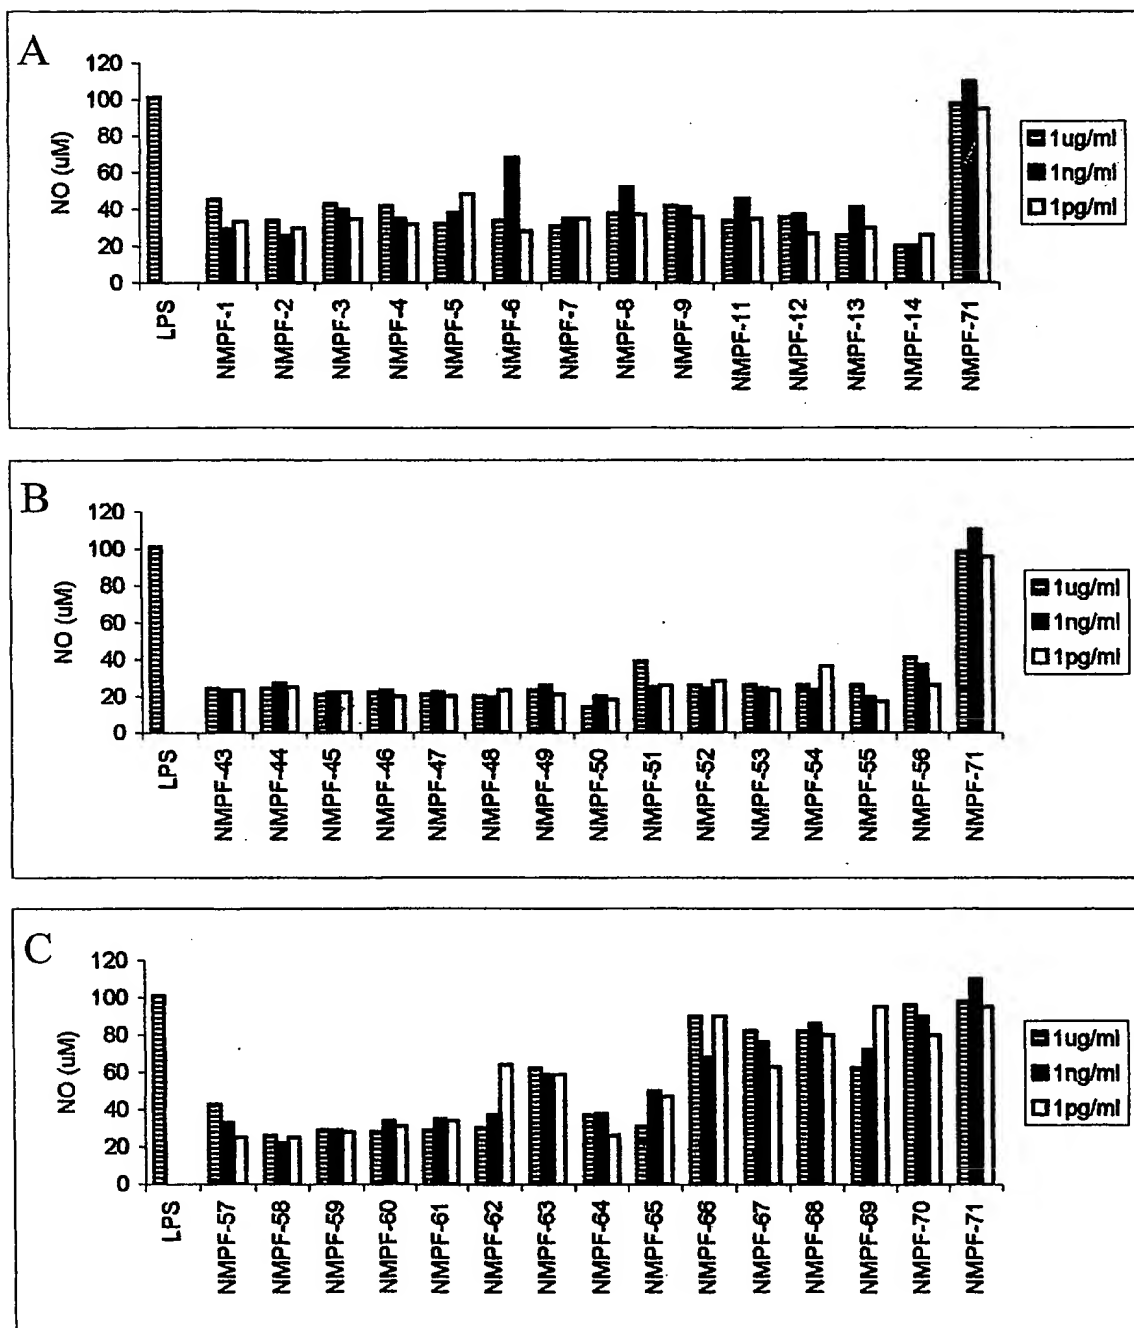 A
120
100
80
60
40
20
0
NO (uM)
LPS
NMPF-1
NMPF-2
NMPF-3
NMPF-4
NMPF-5
NMPF-6
NMPF-7
NMPF-8
NMPF-9
NMPF-11
NMPF-12
NMPF-13
NMPF-14
NMPF-71
1ug/ml
1ng/ml
1pg/ml
B
120
100
80
60
40
20
0
NO (uM)
LPS
NMPF-43
NMPF-44
NMPF-45
NMPF-46
NMPF-47
NMPF-48
NMPF-49
NMPF-50
NMPF-51
NMPF-52
NMPF-53
NMPF-54
NMPF-55
NMPF-56
NMPF-71
1ug/ml
1ng/ml
1pg/ml
C
120
100
80
60
40
20
0
NO (uM)
LPS
NMPF-57
NMPF-58
NMPF-59
NMPF-60
NMPF-61
NMPF-62
NMPF-63
NMPF-64
NMPF-65
NMPF-66
NMPF-67
NMPF-68
NMPF-69
NMPF-70
NMPF-71
1ug/ml
1ng/ml
1pg/ml